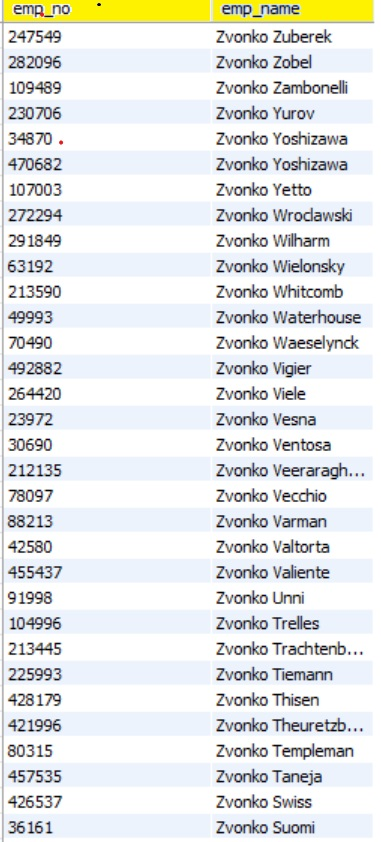 emp_no emp_name
247549 Zvonko Zuberek
282096 Zvonko Zobel
109489 Zvonko Zambonelli
230706 Zvonko Yurov
34870 Zvonko Yoshizawa
470682 Zvonko Yoshizawa
107003 Zvonko Yetto
272294 Zvonko Wroclawski
291849 Zvonko Wilharm
63192 Zvonko Wielonsky
213590 Zvonko Whitcomb
49993 Zvonko Waterhouse
70490 Zvonko Waeselynck
492882 Zvonko Vigier
264420 Zvonko Viele
23972 Zvonko Vesna
30690 Zvonko Ventosa
212135 Zvonko Veeraragh...
78097 Zvonko Vecchio
88213 Zvonko Varman
42580 Zvonko Valtorta
455437 Zvonko Valiente
91998 Zvonko Unni
104996 Zvonko Trelles
213445 Zvonko Trachtenb...
225993 Zvonko Tiemann
428179 Zvonko Thisen
421996 Zvonko Theuretzb...
80315 Zvonko Templeman
457535 Zvonko Taneja
426537 Zvonko Swiss
36161 Zvonko Suomi